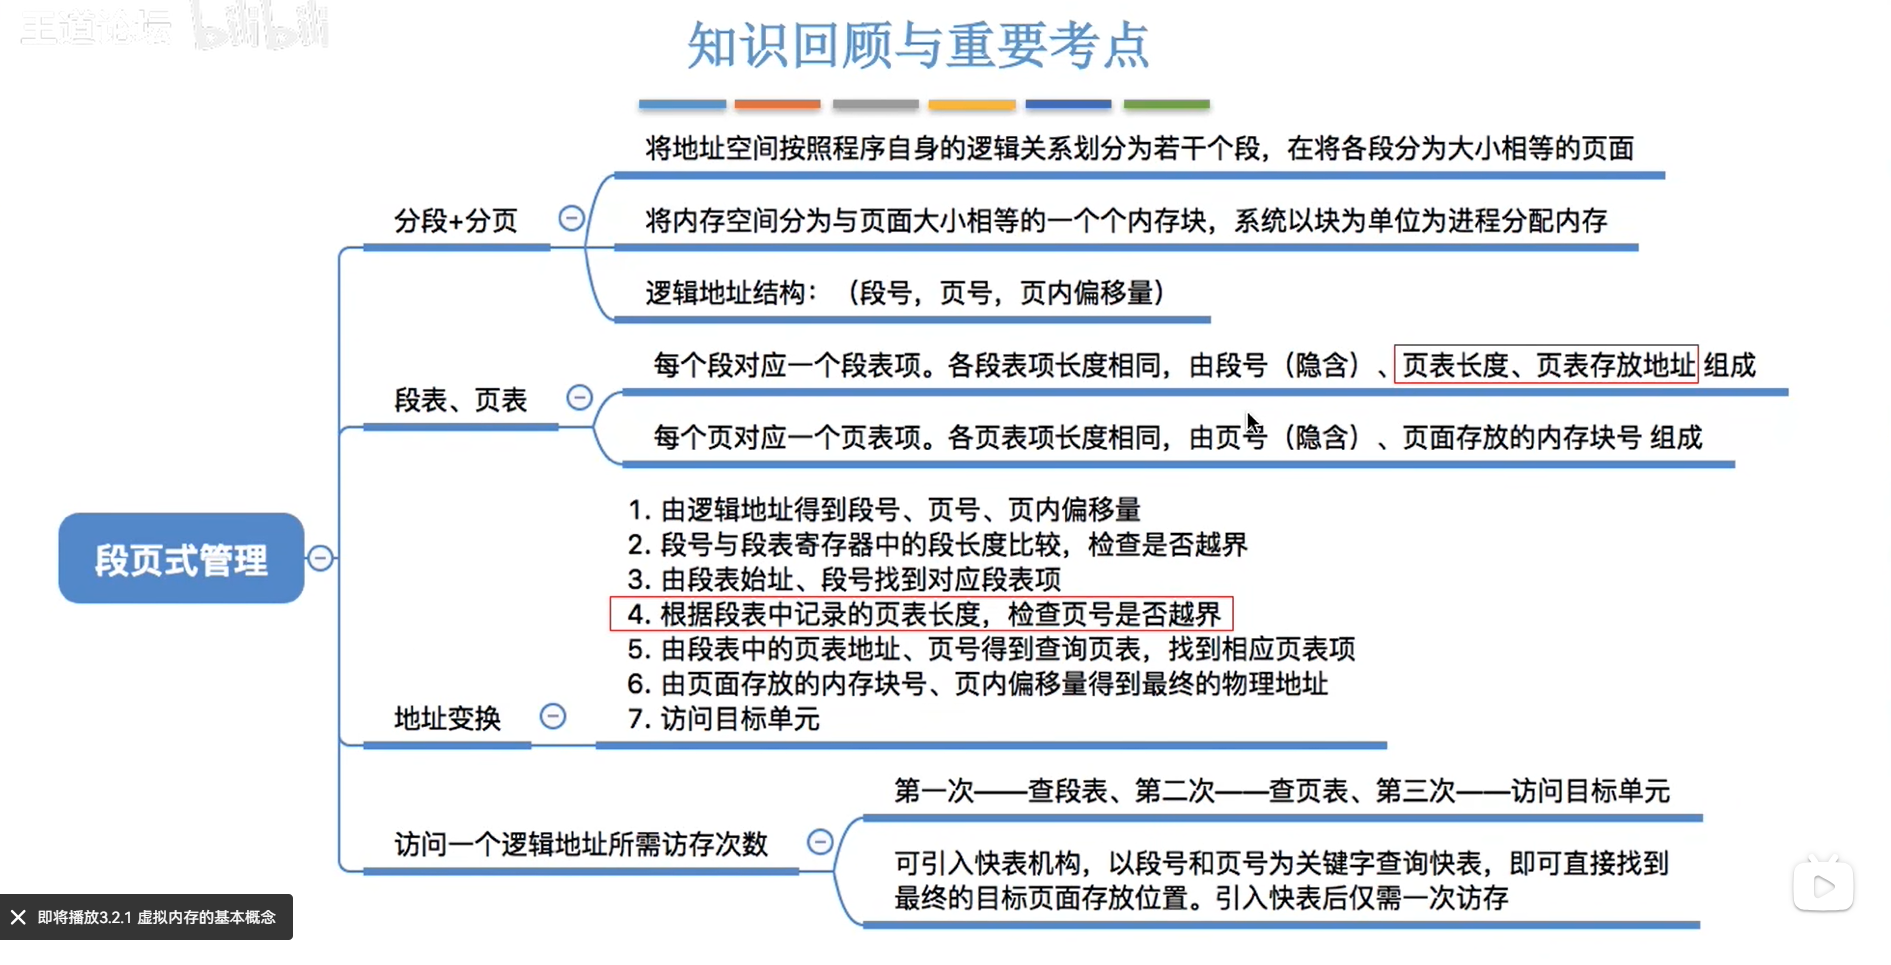 王道论坛 bilibili
知识回顾与重要考点
将地址空间按照程序自身的逻辑关系划分为若干个段，在将各段分为大小相等的页面
分段+分页
将内存空间分为与页面大小相等的一个个内存块，系统以块为单位为进程分配内存
逻辑地址结构：（段号，页号，页内偏移量）
每个段对应一个段表项。各段表项长度相同，由段号（隐含）、页表长度、页表存放地址 组成
段表、页表
每个页对应一个页表项。各页表项长度相同，由页号（隐含）、页面存放的内存块号 组成
段页式管理
1. 由逻辑地址得到段号、页号、页内偏移量
2. 段号与段表寄存器中的段长度比较，检查是否越界
3. 由段表始址、段号找到对应段表项
4. 根据段表中记录的页表长度，检查页号是否越界
5. 由段表中的页表地址、页号得到查询页表，找到相应页表项
6. 由页面存放的内存块号、页内偏移量得到最终的物理地址
7. 访问目标单元
地址变换
第一次——查段表、第二次——查页表、第三次——访问目标单元
访问一个逻辑地址所需访存次数
可引入快表机构，以段号和页号为关键字查询快表，即可直接找到
最终的目标页面存放位置。引入快表后仅需一次访存
即将播放3.2.1 虚拟内存的基本概念